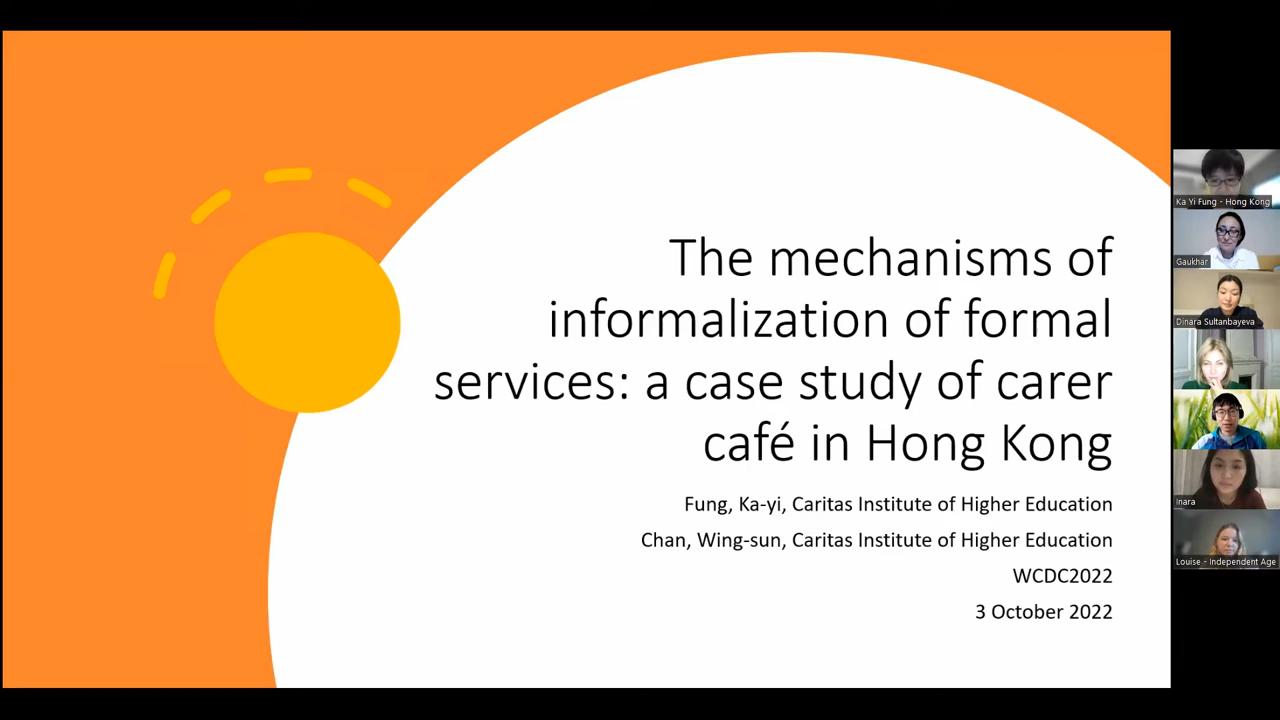 The mechanisms of
informalization of formal
services: a case study of carer
café in Hong Kong
Fung, Ka-yi, Caritas Institute of Higher Education
Chan, Wing-sun, Caritas Institute of Higher Education
WCDC2022
3 October 2022
Ka Yi Fung - Hong Kong
Gaukhar
Dinara Sultanbayeva
Inara
Louise - Independent Age